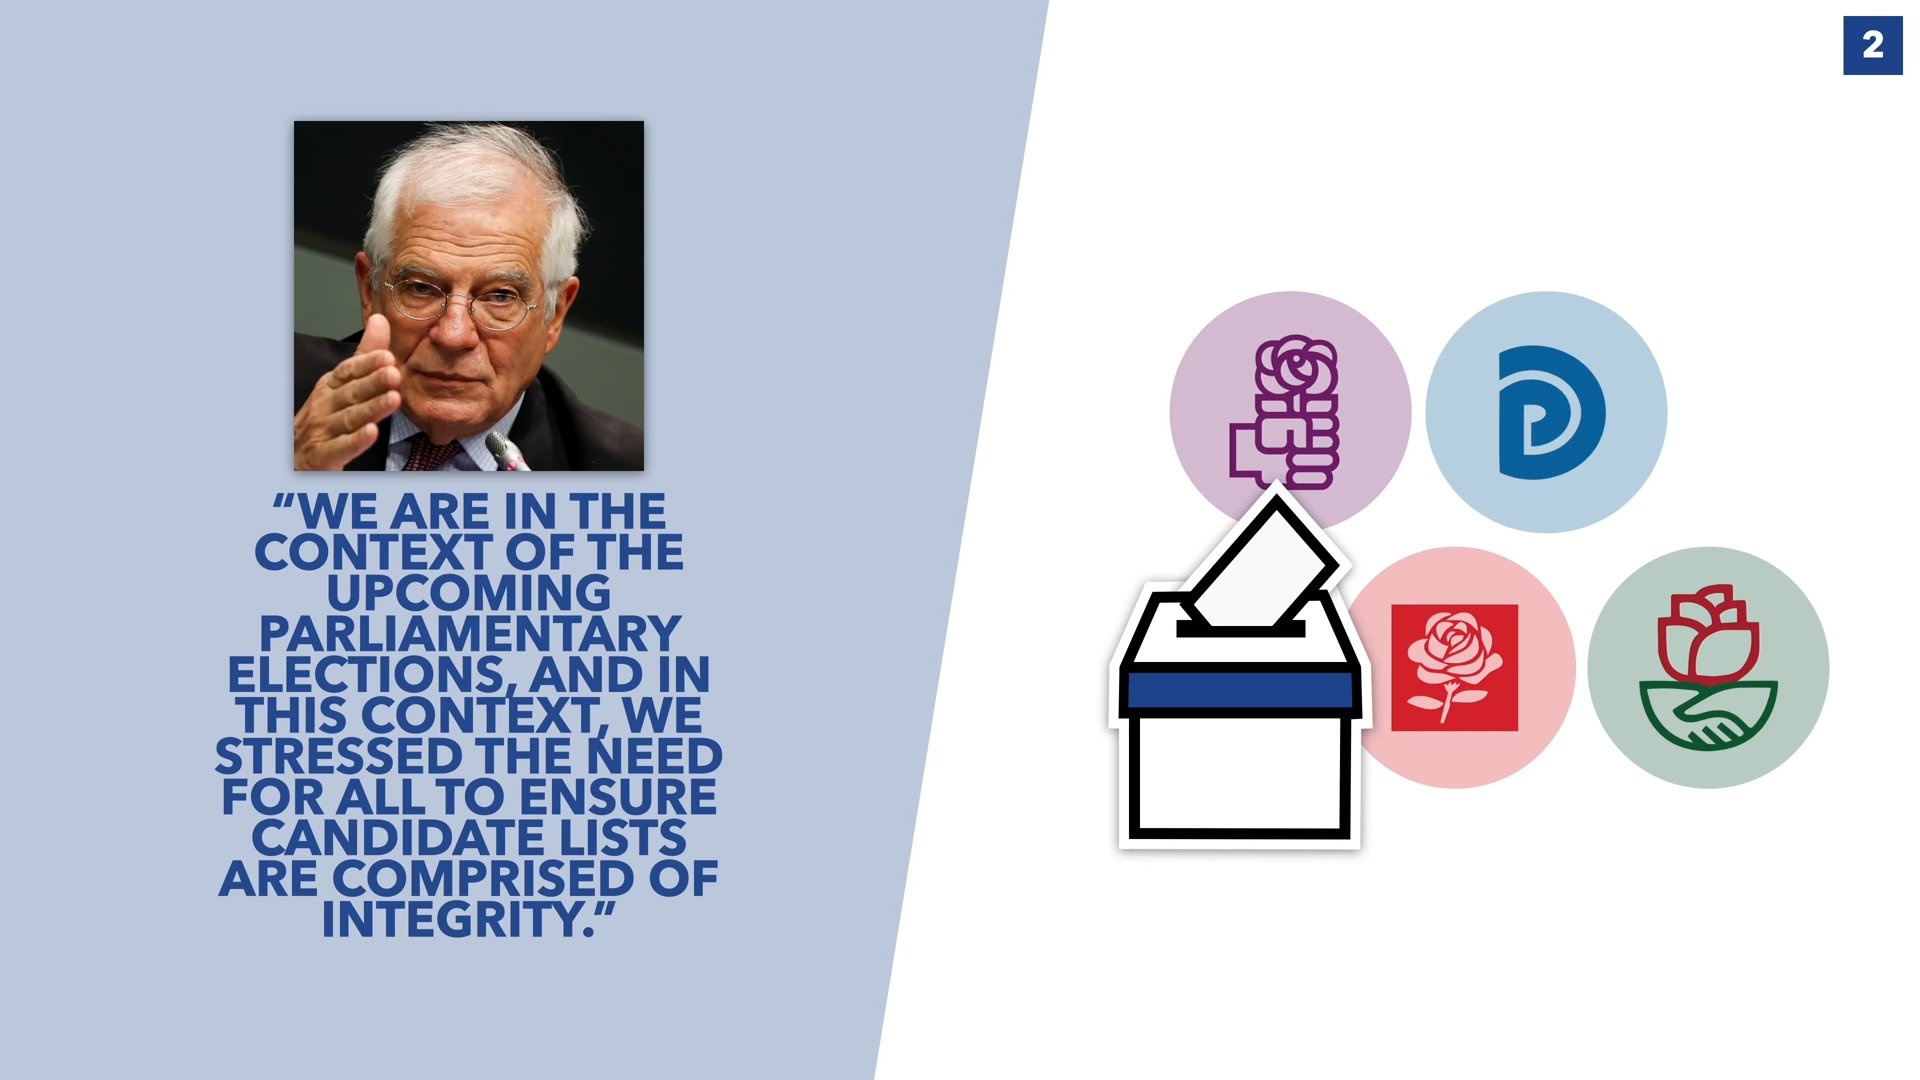 2
“WE ARE IN THE
CONTEXT OF THE
UPCOMING
PARLIAMENTARY
ELECTIONS, AND IN
THIS CONTEXT, WE
STRESSED THE NEED
FOR ALL TO ENSURE
CANDIDATE LISTS
ARE COMPRISED OF
INTEGRITY.”